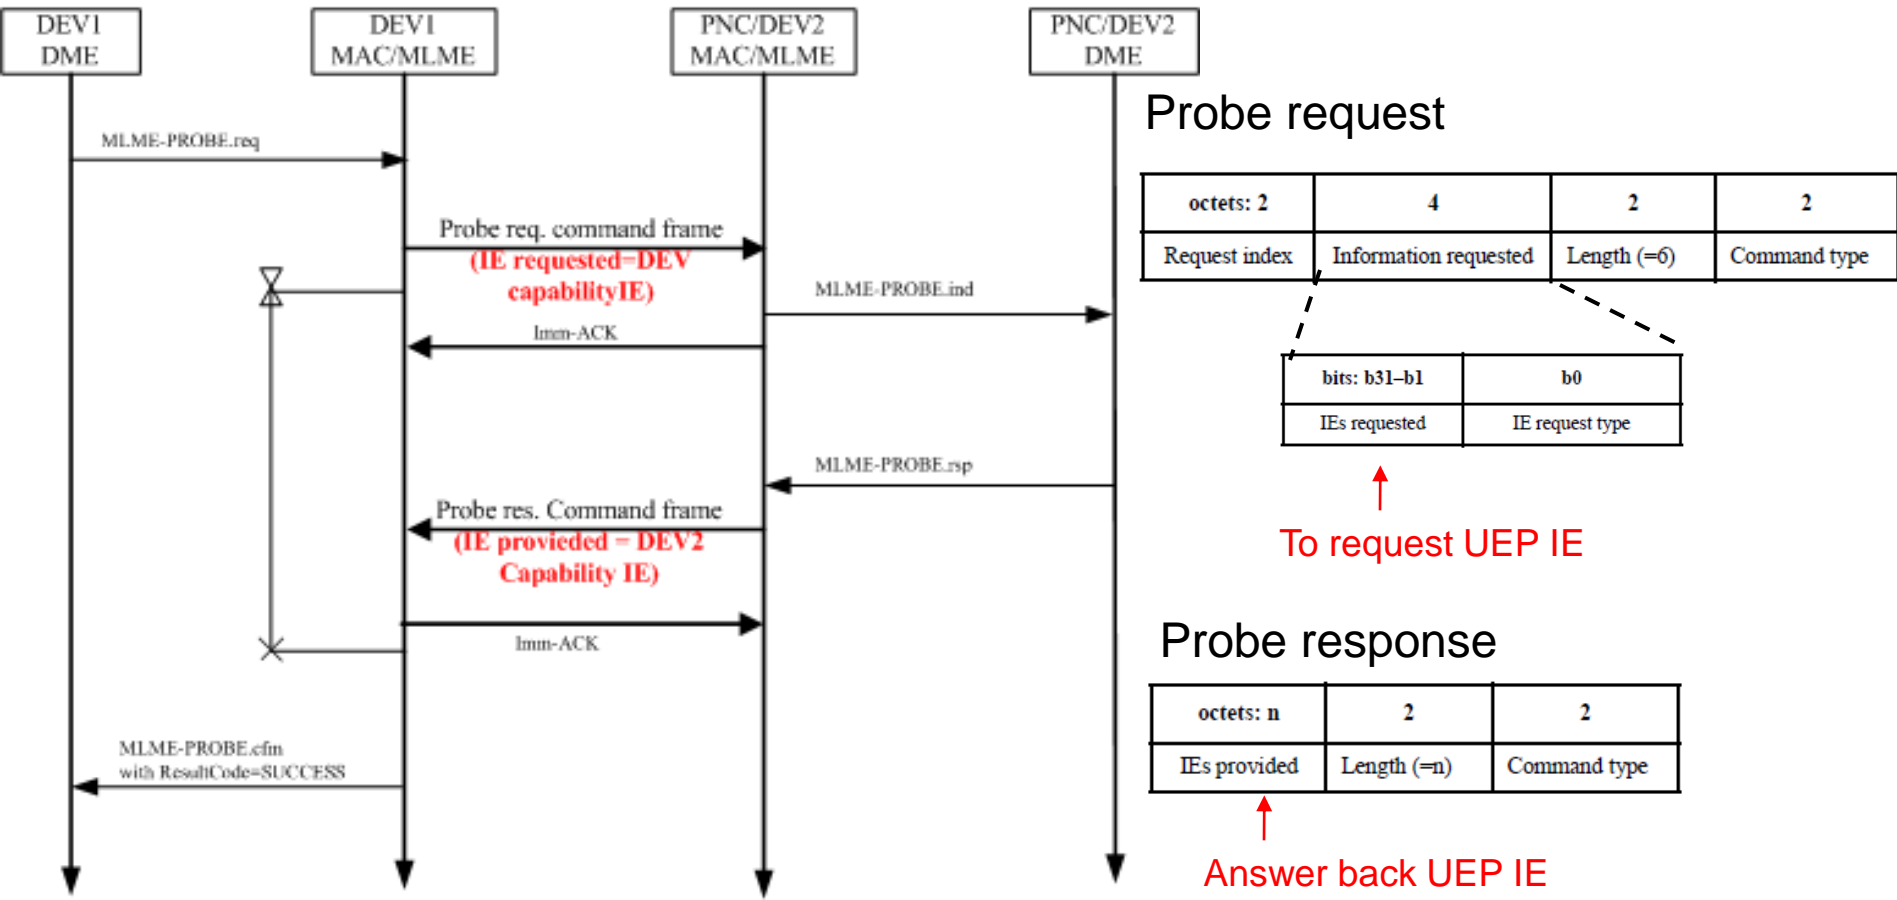 DEV1
DME
DEV1
MAC/MLME
PNC/DEV2
MAC/MLME
PNC/DEV2
DME
MLME-PROBE.req
Probe req. command frame
(IE requested=DEV
capabilityIE)
MLME-PROBE.ind
Imm-ACK
MLME-PROBE.rsp
Probe res. Command frame
(IE provieded = DEV2
Capability IE)
Imm-ACK
MLME-PROBE.cfm
with ResultCode=SUCCESS
Probe request
octets: 2 4 2 2
Request index Information requested Length (=6) Command type
bits: b31–b1 b0
IEs requested IE request type
To request UEP IE
Probe response
octets: n 2 2
IEs provided Length (=n) Command type
Answer back UEP IE